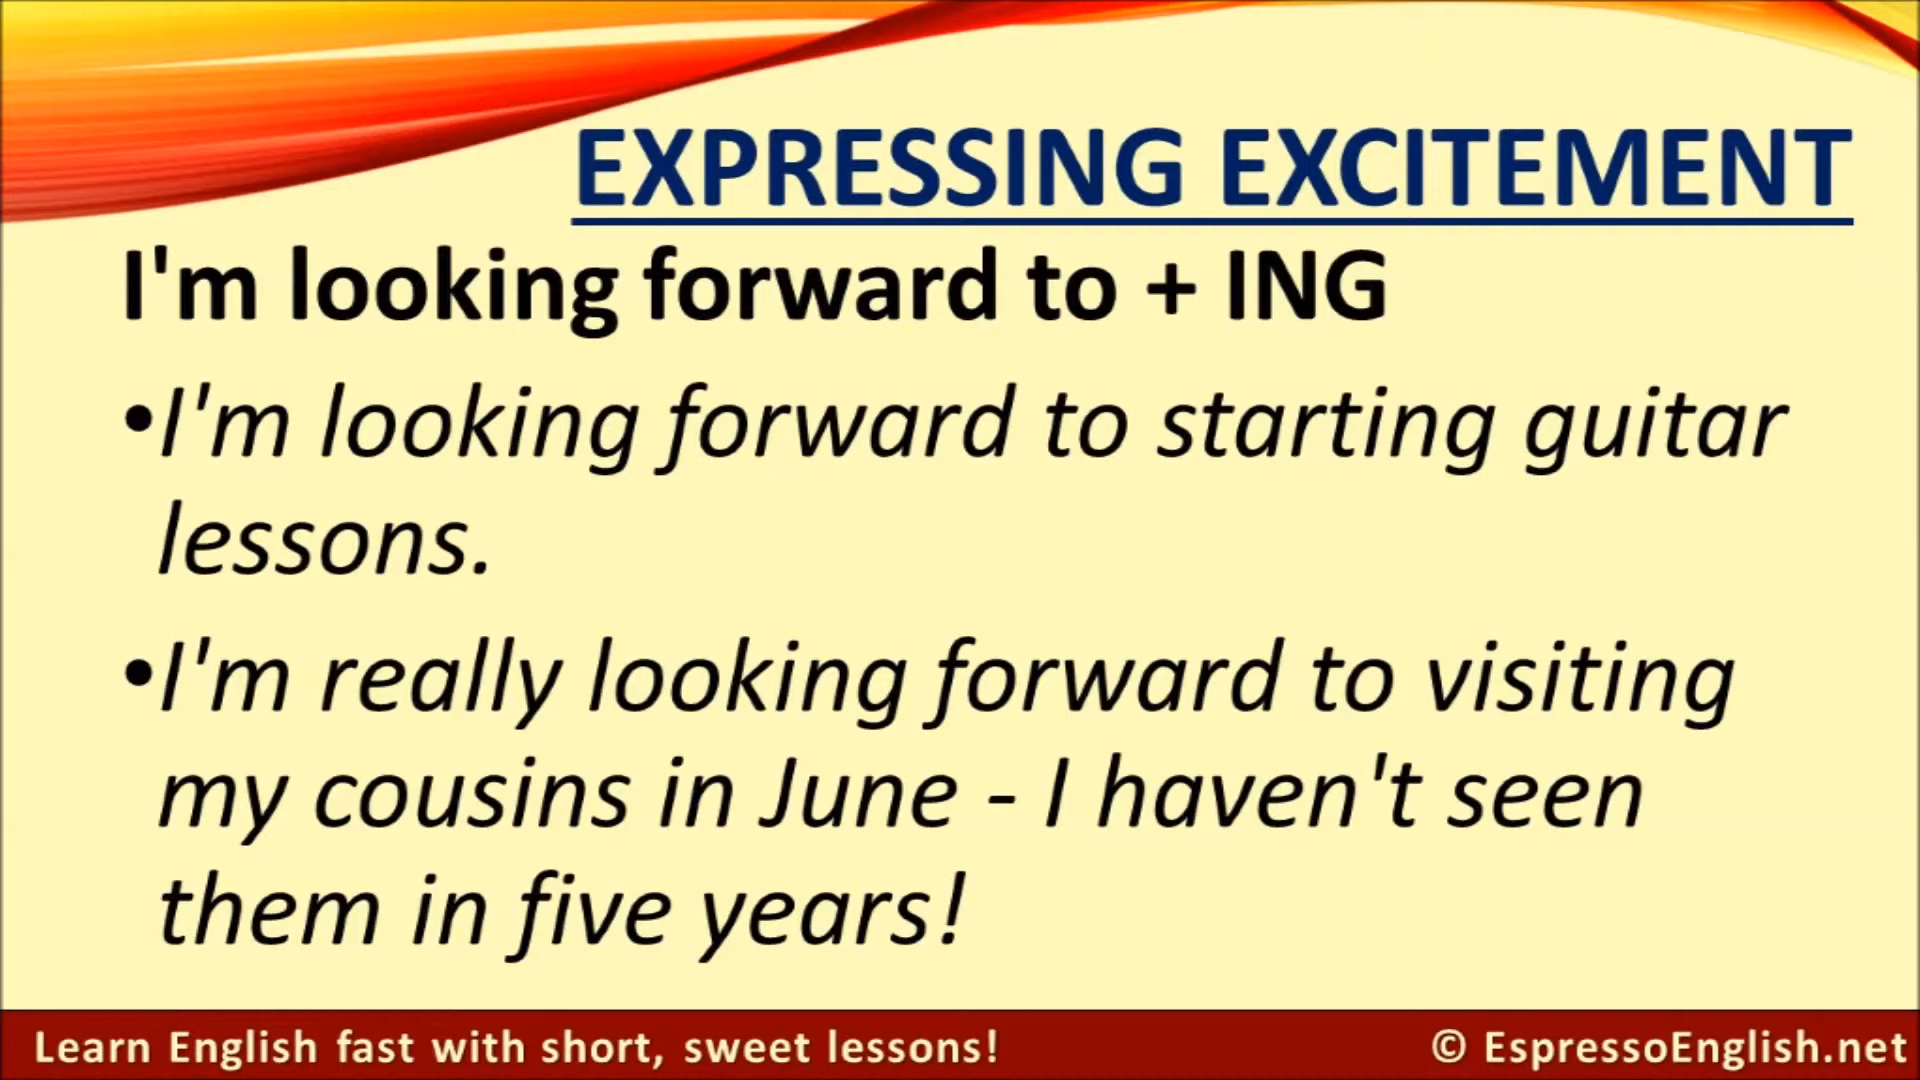 EXPRESSING EXCITEMENT
I'm looking forward to + ING
•I'm looking forward to starting guitar
lessons.
•I'm really looking forward to visiting
my cousins in June - I haven't seen
them in five years!
Learn English fast with short, sweet lessons!
© EspressoEnglish.net